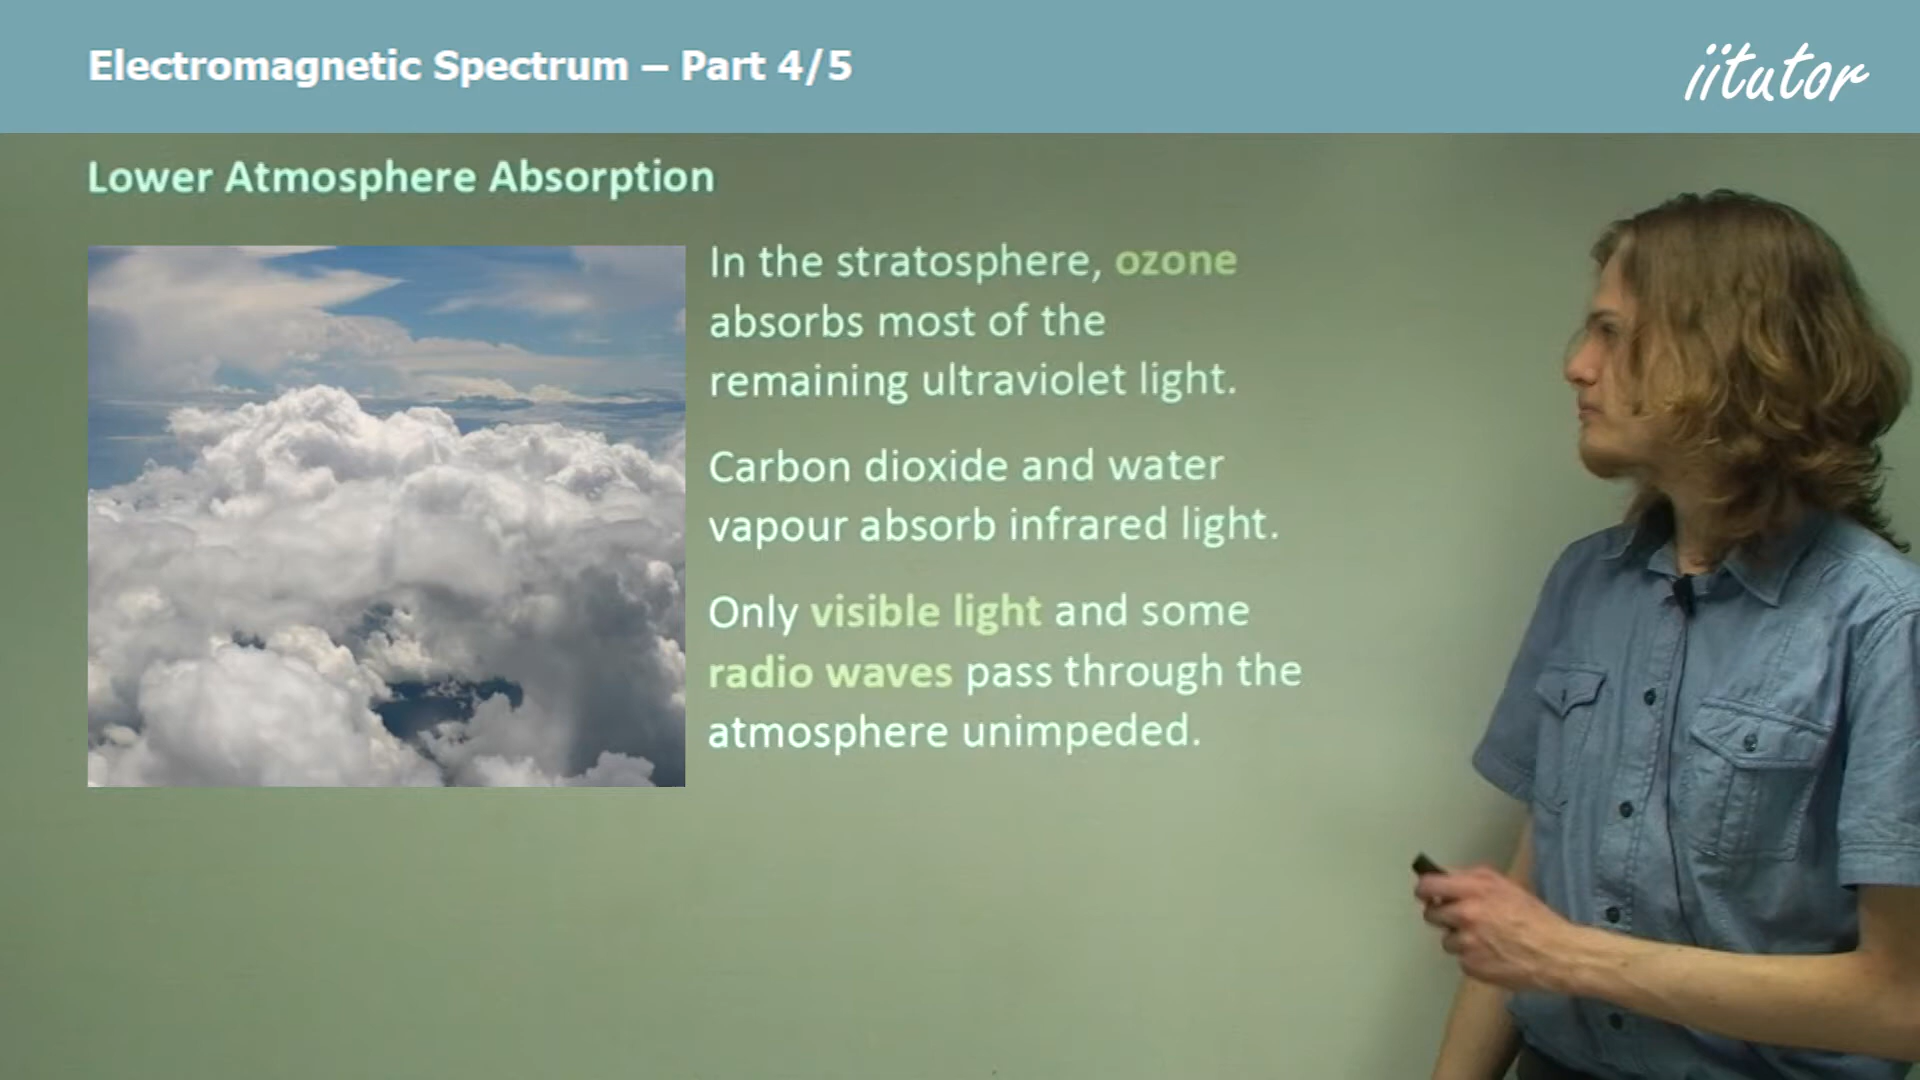 Electromagnetic Spectrum – Part 4/5
iitutor
Lower Atmosphere Absorption
In the stratosphere, ozone
absorbs most of the
remaining ultraviolet light.
Carbon dioxide and water
vapour absorb infrared light.
Only visible light and some
radio waves pass through the
atmosphere unimpeded.